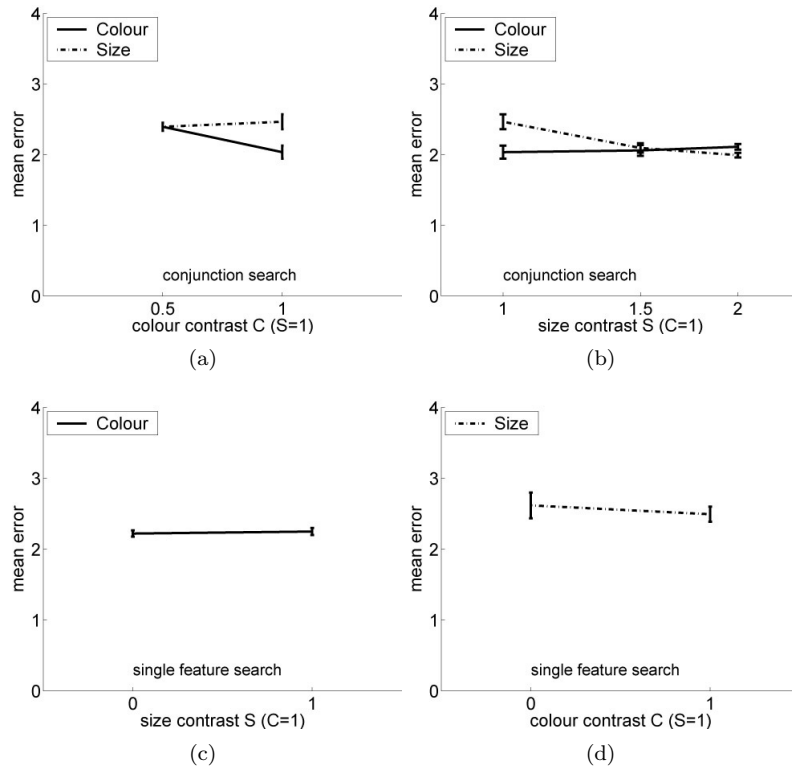 4
Colour
Size
3
2
1
0
mean error
conjunction search
0.5 1
colour contrast C (S=1)
(a)
4
Colour
Size
3
2
1
0
mean error
conjunction search
1 1.5 2
size contrast S (C=1)
(b)
4
Colour
3
2
1
0
mean error
single feature search
0 1
size contrast S (C=1)
(c)
4
Size
3
2
1
0
mean error
single feature search
0 1
colour contrast C (S=1)
(d)